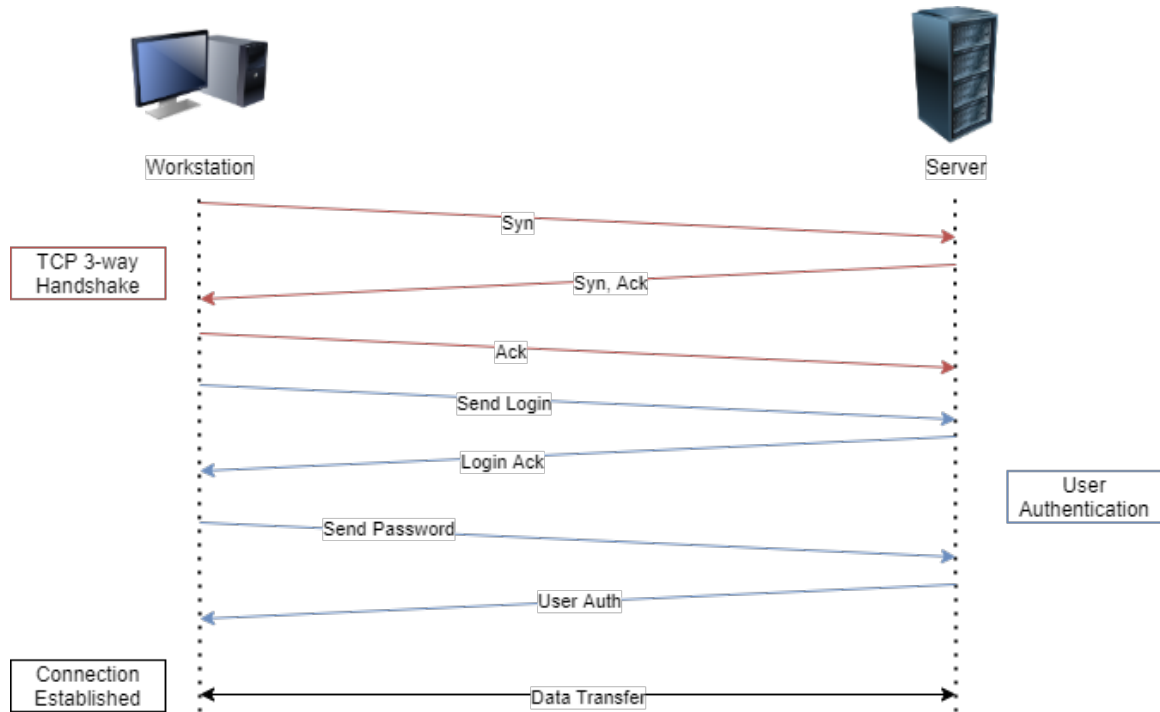 Workstation
Server
Syn
TCP 3-way
Handshake
Syn, Ack
Ack
Send Login
Login Ack
User
Authentication
Send Password
User Auth
Connection
Established
Data Transfer